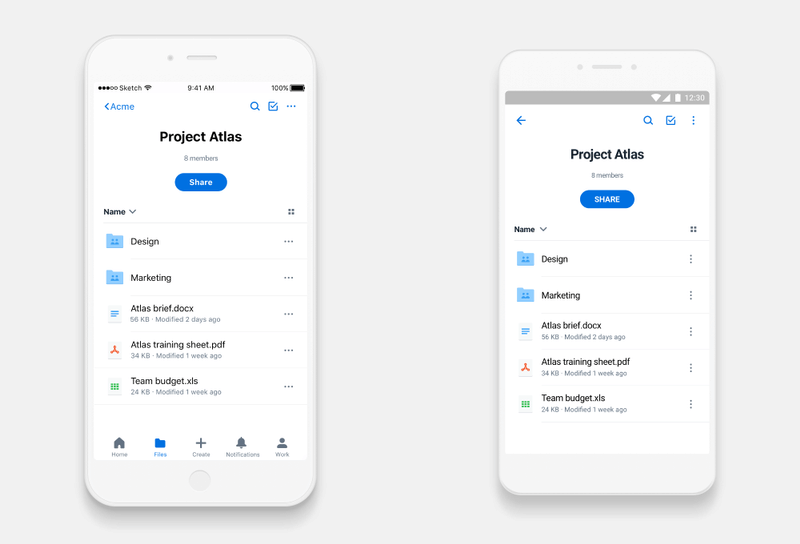 Sketch 9:41 AM 100%
Acme
Project Atlas
8 members
Share
Name
Design
Marketing
Atlas brief.docx
56 KB · Modified 2 days ago
Atlas training sheet.pdf
34 KB · Modified 1 week ago
Team budget.xls
24 KB · Modified 1 week ago
Home Files Create Notifications Work
12:30
Project Atlas
8 members
SHARE
Name
Design
Marketing
Atlas brief.docx
56 KB · Modified 2 days ago
Atlas training sheet.pdf
34 KB · Modified 1 week ago
Team budget.xls
24 KB · Modified 1 week ago